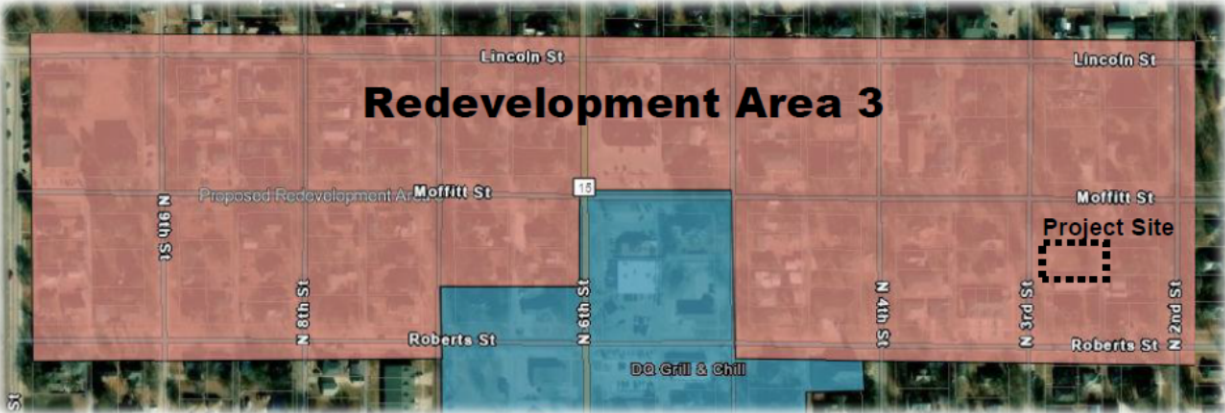 Lincoln St
Lincoln St
Redevelopment Area 3
Proposed Redevelopment Area
Moffitt St
15
Moffitt St
N 9th St
Project Site
N 8th St
N 6th St
N 4th St
N 3rd St
N 2nd St
Roberts St
Roberts St
DQ Grill & Chill
St